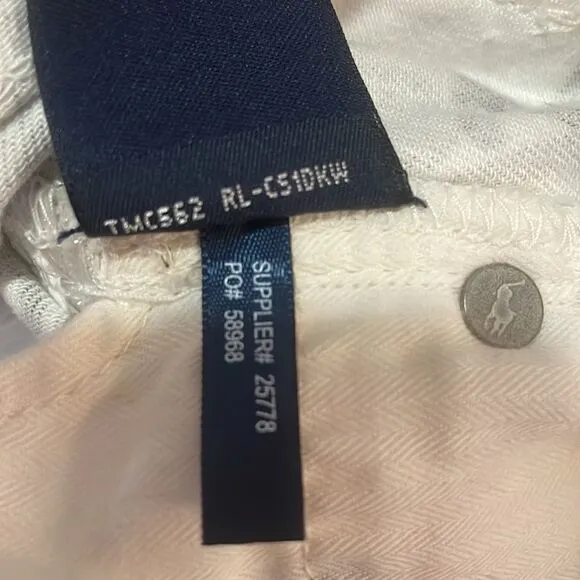 TMC562 RL-C51DKW
SUPPLIER# 25778
PO# 58968